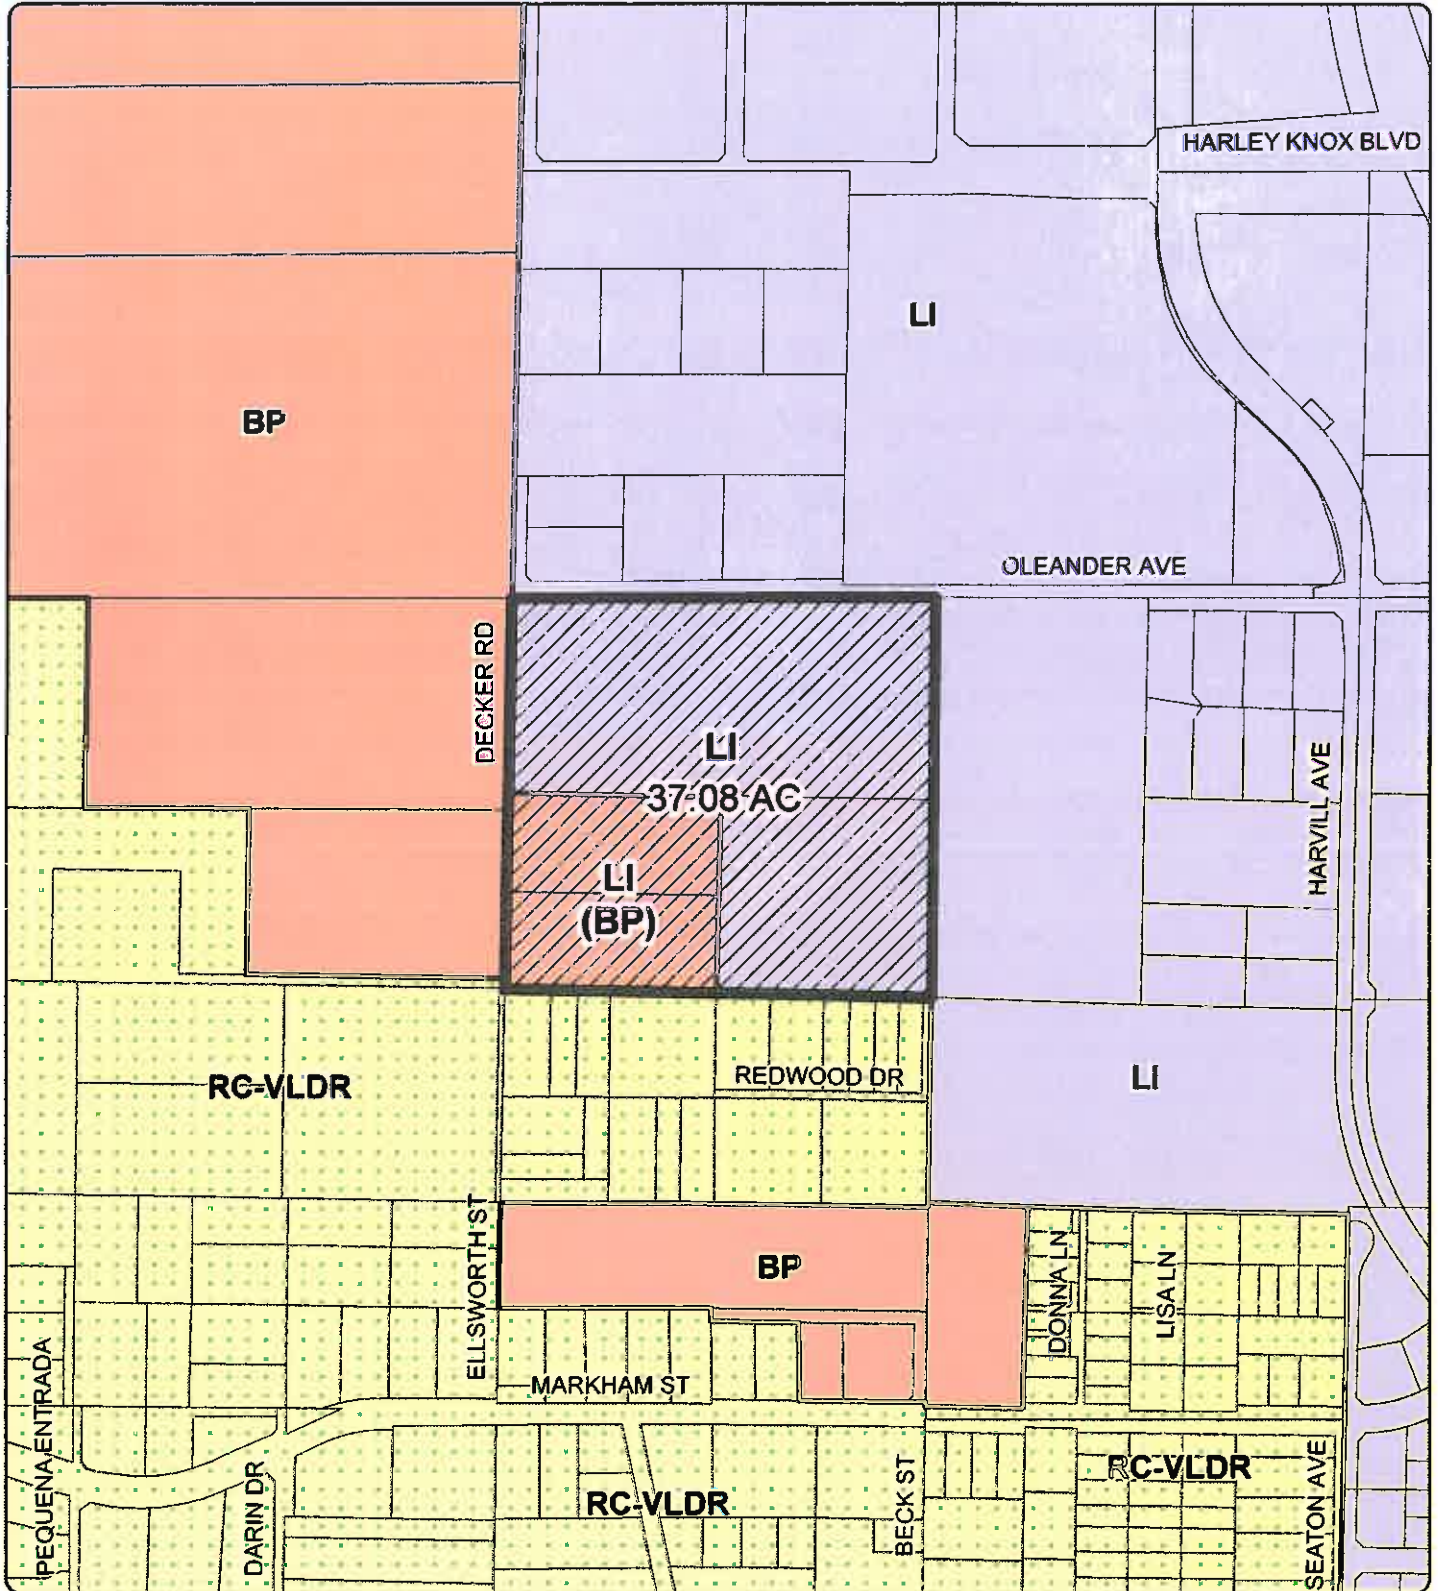 HARLEY KNOX BLVD
LI
BP
OLEANDER AVE
DECKER RD
LI
37.08 AC
HARVILL AVE
LI
(BP)
REDWOOD DR
RC-VLDR
LI
ELLSWORTH ST
BP
DONNA LN
LISA LN
MARKHAM ST
PEQUENA ENTRADA
DARIN DR
RC-VLDR
BECK ST
RC-VLDR
SEATON AVE